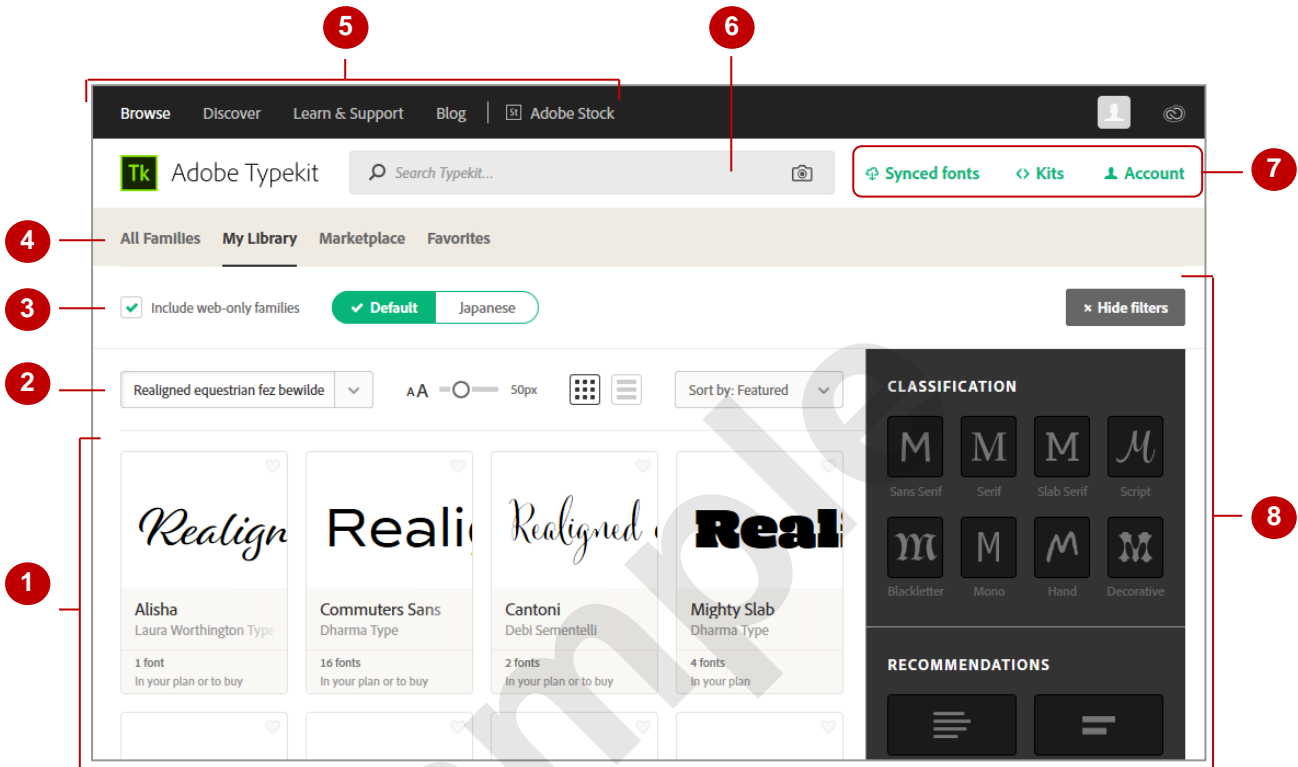 5
6
Browse Discover Learn & Support Blog St Adobe Stock
Tk Adobe Typekit Search Typekit... Synced fonts <> Kits Account
7
4
All Families My Library Marketplace Favorites
3
Include web-only families Default Japanese × Hide filters
2
Realigned equestrian fez bewilde AA 50px Sort by: Featured
CLASSIFICATION
M M M M
Sans Serif Serif Slab Serif Script
M M M M
Blackletter Mono Hand Decorative
8
1
Realign Reali Realigned Reali
Alisha Commuters Sans Cantoni Mighty Slab
Laura Worthington Type Dharma Type Debi Sementelli Dharma Type
1 font 16 fonts 2 fonts 4 fonts
In your plan or to buy In your plan or to buy In your plan or to buy In your plan
RECOMMENDATIONS
mple